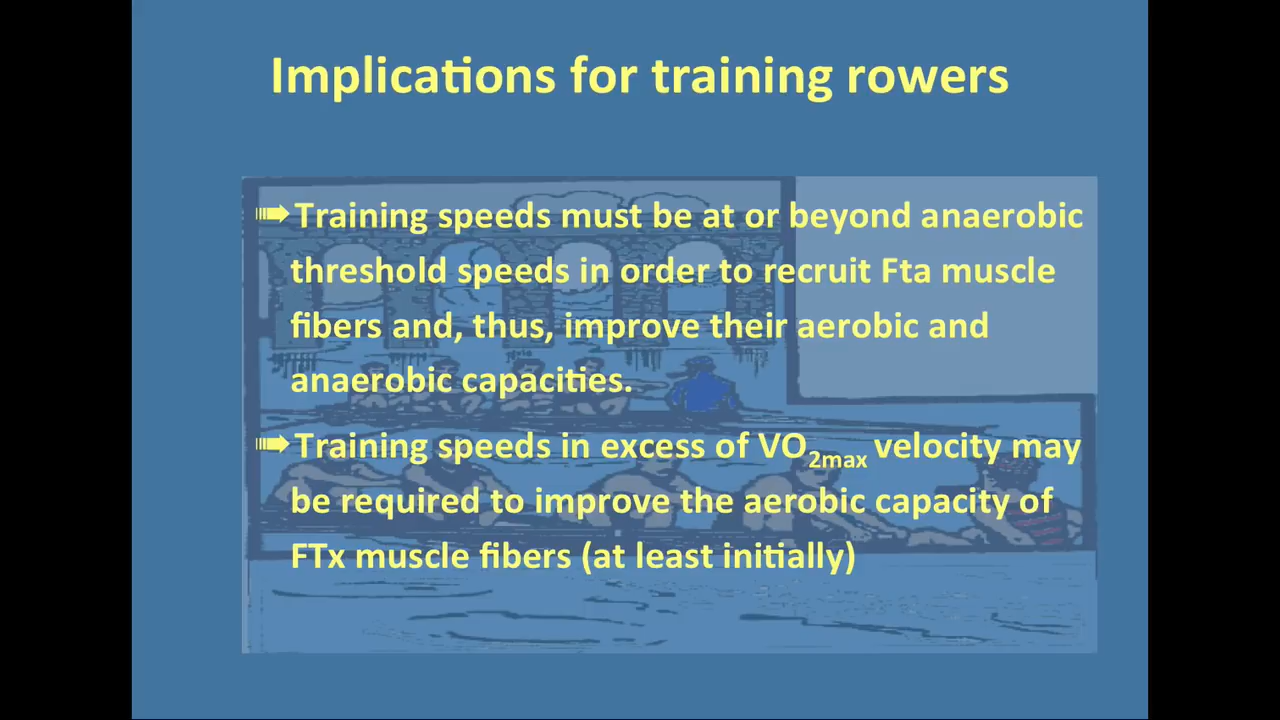 Implications for training rowers
➠Training speeds must be at or beyond anaerobic
threshold speeds in order to recruit Fta muscle
fibers and, thus, improve their aerobic and
anaerobic capacities.
➠Training speeds in excess of VO2max velocity may
be required to improve the aerobic capacity of
FTx muscle fibers (at least initially)